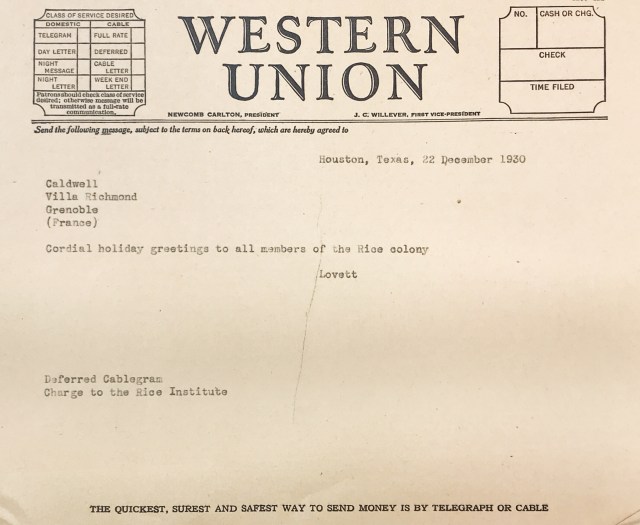 CLASS OF SERVICE DESIRED
DOMESTIC CABLE
TELEGRAM FULL RATE
DAY LETTER DEFERRED
NIGHT MESSAGE CABLE LETTER
NIGHT LETTER WEEK END LETTER
Patrons should check class of service
desired; otherwise message will be
transmitted as a full-rate
communication.
WESTERN
UNION
NEWCOMB CARLTON, PRESIDENT J. C. WILLEVER, FIRST VICE-PRESIDENT
NO. CASH OR CHG.
CHECK
TIME FILED
Send the following message, subject to the terms on back hereof, which are hereby agreed to
Houston, Texas, 22 December 1930
Caldwell
Villa Richmond
Grenoble
(France)
Cordial holiday greetings to all members of the Rice colony
Lovett
Deferred Cablegram
Charge to the Rice Institute
THE QUICKEST, SUREST AND SAFEST WAY TO SEND MONEY IS BY TELEGRAPH OR CABLE